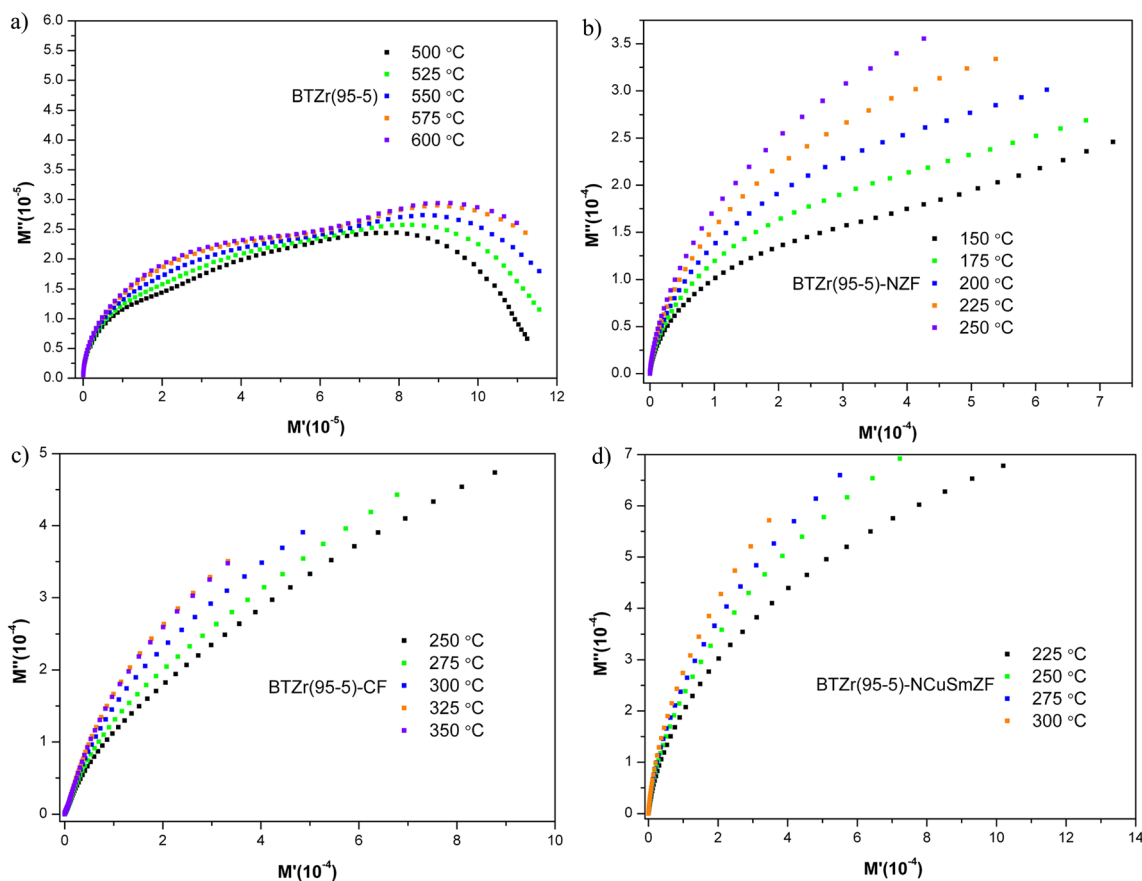 a)
6.0
5.5
5.0
4.5
4.0
3.5
3.0
2.5
2.0
1.5
1.0
0.5
0.0
M''(10⁻⁵)
BTZr(95-5)
500 °C
525 °C
550 °C
575 °C
600 °C
0 2 4 6 8 10 12
M'(10⁻⁵)
b)
3.5
3.0
2.5
2.0
1.5
1.0
0.5
0.0
M''(10⁻⁴)
BTZr(95-5)-NZF
150 °C
175 °C
200 °C
225 °C
250 °C
0 1 2 3 4 5 6 7
M'(10⁻⁴)
c)
5
4
3
2
1
0
M''(10⁻⁴)
BTZr(95-5)-CF
250 °C
275 °C
300 °C
325 °C
350 °C
0 2 4 6 8 10
M'(10⁻⁴)
d)
7
6
5
4
3
2
1
0
M''(10⁻⁴)
BTZr(95-5)-NCuSmZF
225 °C
250 °C
275 °C
300 °C
0 2 4 6 8 10 12 14
M'(10⁻⁴)